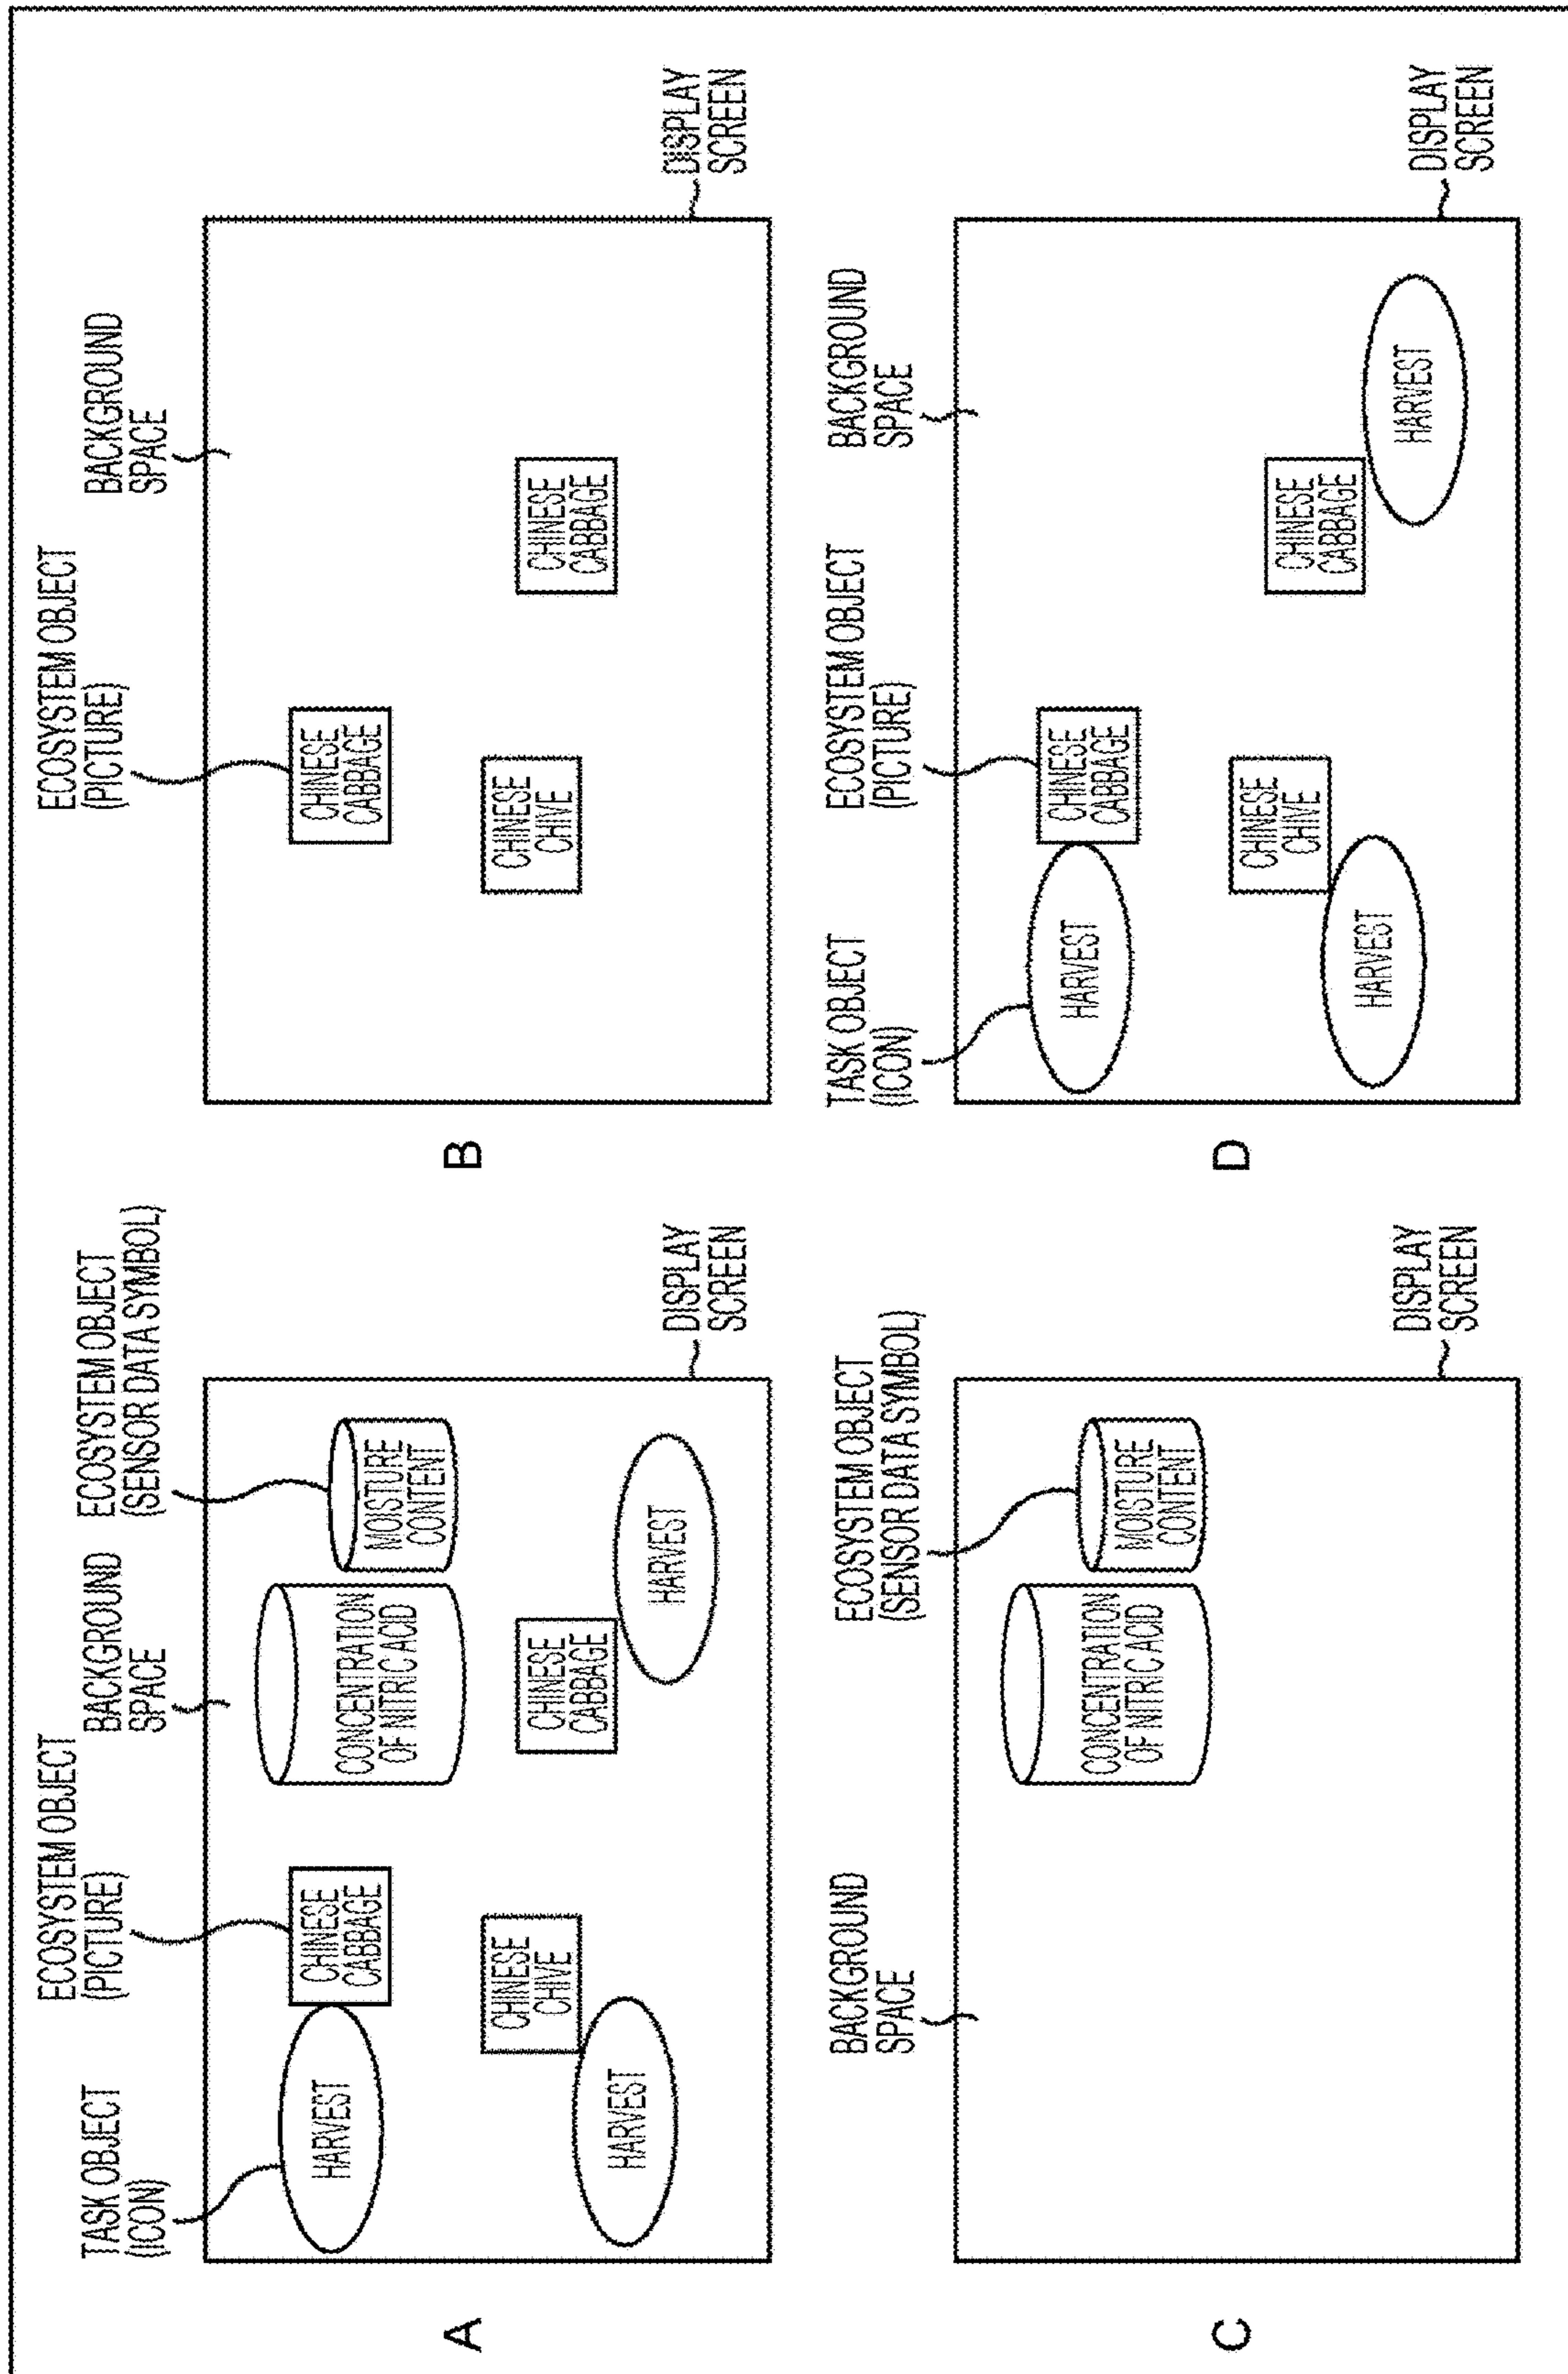 A
TASK OBJECT
(ICON)
ECOSYSTEM OBJECT
(PICTURE)
BACKGROUND
SPACE
ECOSYSTEM OBJECT
(SENSOR DATA SYMBOL)
HARVEST
CHINESE
CABBAGE
CONCENTRATION
OF NITRIC ACID
MOISTURE
CONTENT
CHINESE
CHIVE
CHINESE
CABBAGE
HARVEST
HARVEST
DISPLAY
SCREEN
B
ECOSYSTEM OBJECT
(PICTURE)
BACKGROUND
SPACE
CHINESE
CABBAGE
CHINESE
CHIVE
CHINESE
CABBAGE
DISPLAY
SCREEN
C
BACKGROUND
SPACE
ECOSYSTEM OBJECT
(SENSOR DATA SYMBOL)
CONCENTRATION
OF NITRIC ACID
MOISTURE
CONTENT
DISPLAY
SCREEN
D
TASK OBJECT
(ICON)
ECOSYSTEM OBJECT
(PICTURE)
BACKGROUND
SPACE
HARVEST
CHINESE
CABBAGE
CHINESE
CHIVE
CHINESE
CABBAGE
HARVEST
HARVEST
DISPLAY
SCREEN